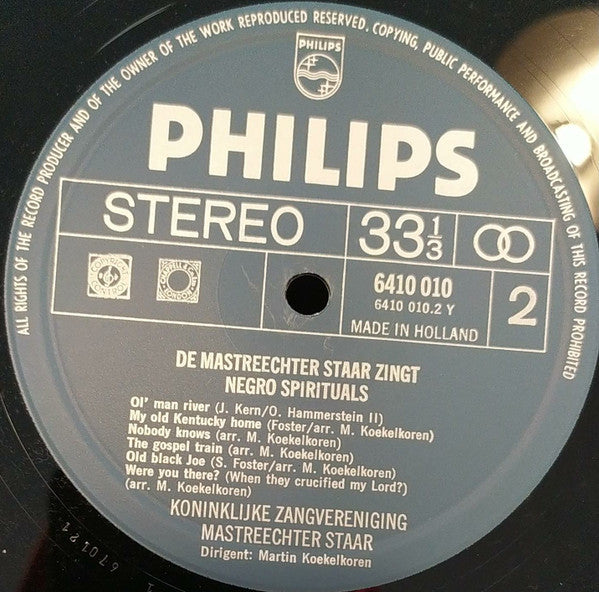 ALL RIGHTS OF THE RECORD PRODUCER AND OF THE OWNER OF THE WORK REPRODUCED RESERVED. COPYING, PUBLIC PERFORMANCE AND BROADCASTING OF THIS RECORD PROHIBITED
PHILIPS
PHILIPS
STEREO
33 1/3
6410 010
6410 010.2 Y
MADE IN HOLLAND
2
DE MASTREECHTER STAAR ZINGT
NEGRO SPIRITUALS
Ol' man river (J. Kern/O. Hammerstein II)
My old Kentucky home (Foster/arr. M. Koekelkoren)
Nobody knows (arr. M. Koekelkoren)
The gospel train (arr. M. Koekelkoren)
Old black Joe (S. Foster/arr. M. Koekelkoren)
Were you there? (When they crucified my Lord?)
(arr. M. Koekelkoren)
KONINKLIJKE ZANGVERENIGING
MASTREECHTER STAAR
Dirigent: Martin Koekelkoren
670121